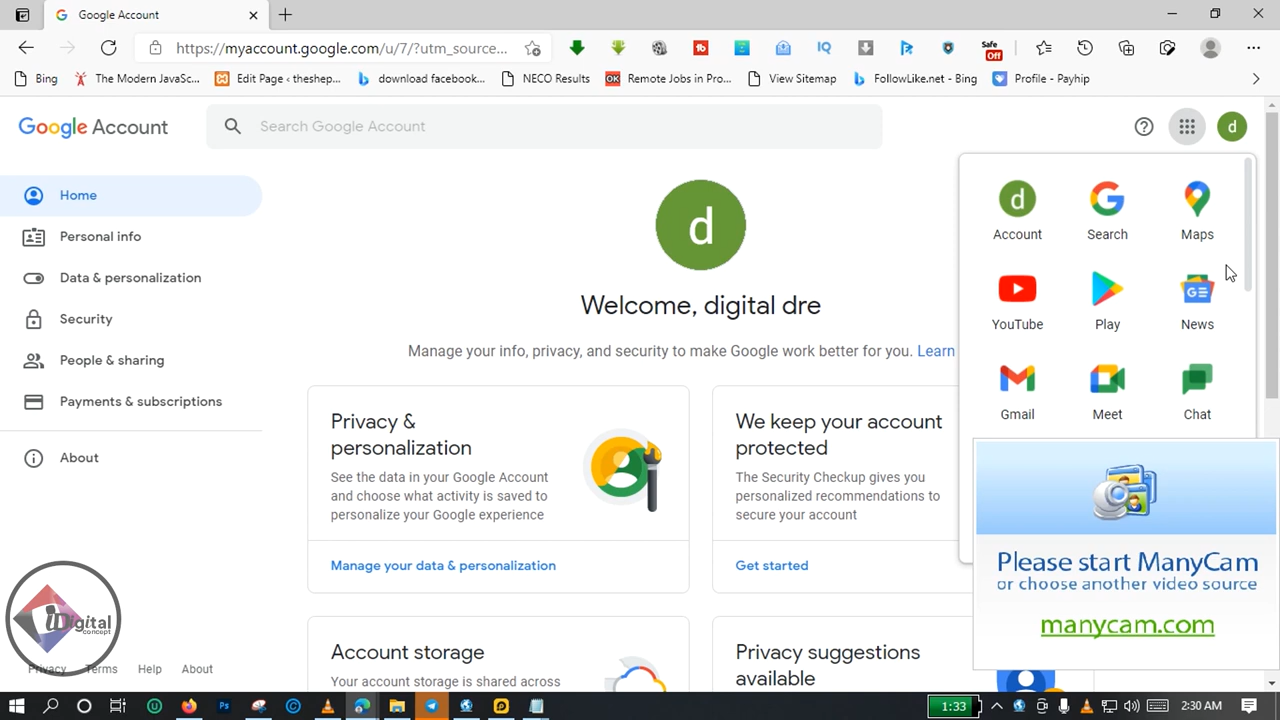 Google Account
https://myaccount.google.com/u/7/?utm_source...
IQ
Safe
Off
Bing
The Modern JavaSc...
Edit Page ‹ theshep...
download facebook...
NECO Results
OK
Remote Jobs in Pro...
View Sitemap
FollowLike.net - Bing
Profile - Payhip
Google Account
Search Google Account
d
Home
Personal info
Data & personalization
Security
People & sharing
Payments & subscriptions
About
d
Welcome, digital dre
Manage your info, privacy, and security to make Google work better for you. Learn
Privacy &
personalization
See the data in your Google Account
and choose what activity is saved to
personalize your Google experience
Manage your data & personalization
We keep your account
protected
The Security Checkup gives you
personalized recommendations to
secure your account
Get started
Account storage
Your account storage is shared across
Privacy suggestions
available
d
Account
Search
Maps
YouTube
Play
GE
News
Gmail
Meet
Chat
Please start ManyCam
or choose another video source
manycam.com
iDigital
concept
Privacy
Terms
Help
About
1:33
2:30 AM